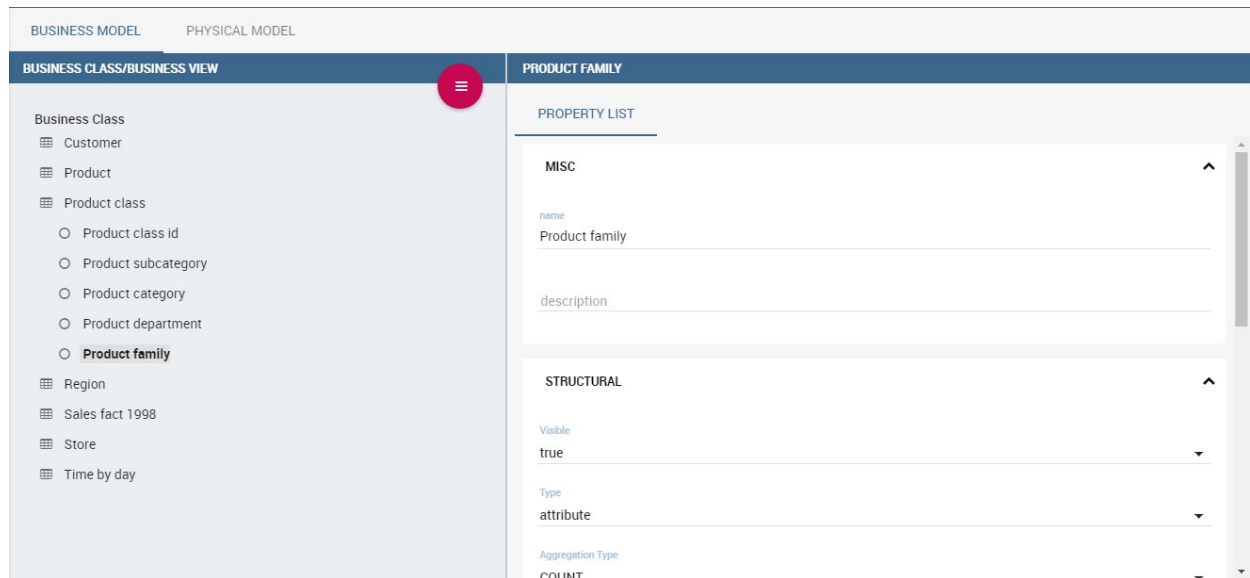 BUSINESS MODEL PHYSICAL MODEL
BUSINESS CLASS/BUSINESS VIEW
Business Class
Customer
Product
Product class
Product class id
Product subcategory
Product category
Product department
Product family
Region
Sales fact 1998
Store
Time by day
PRODUCT FAMILY
PROPERTY LIST
MISC
name
Product family
description
STRUCTURAL
Visible
true
Type
attribute
Aggregation Type
COUNT